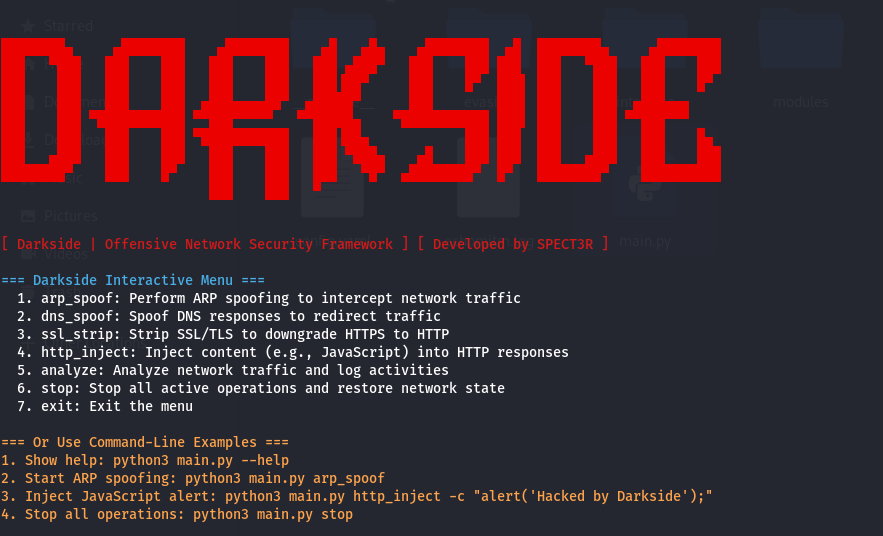 Starred
DARKSIDE
modules
Pictures
Videos
main.py
[ Darkside | Offensive Network Security Framework ] [ Developed by SPECT3R ]
=== Darkside Interactive Menu ===
1. arp_spoof: Perform ARP spoofing to intercept network traffic
2. dns_spoof: Spoof DNS responses to redirect traffic
3. ssl_strip: Strip SSL/TLS to downgrade HTTPS to HTTP
4. http_inject: Inject content (e.g., JavaScript) into HTTP responses
5. analyze: Analyze network traffic and log activities
6. stop: Stop all active operations and restore network state
7. exit: Exit the menu
=== Or Use Command-Line Examples ===
1. Show help: python3 main.py --help
2. Start ARP spoofing: python3 main.py arp_spoof
3. Inject JavaScript alert: python3 main.py http_inject -c "alert('Hacked by Darkside');"
4. Stop all operations: python3 main.py stop